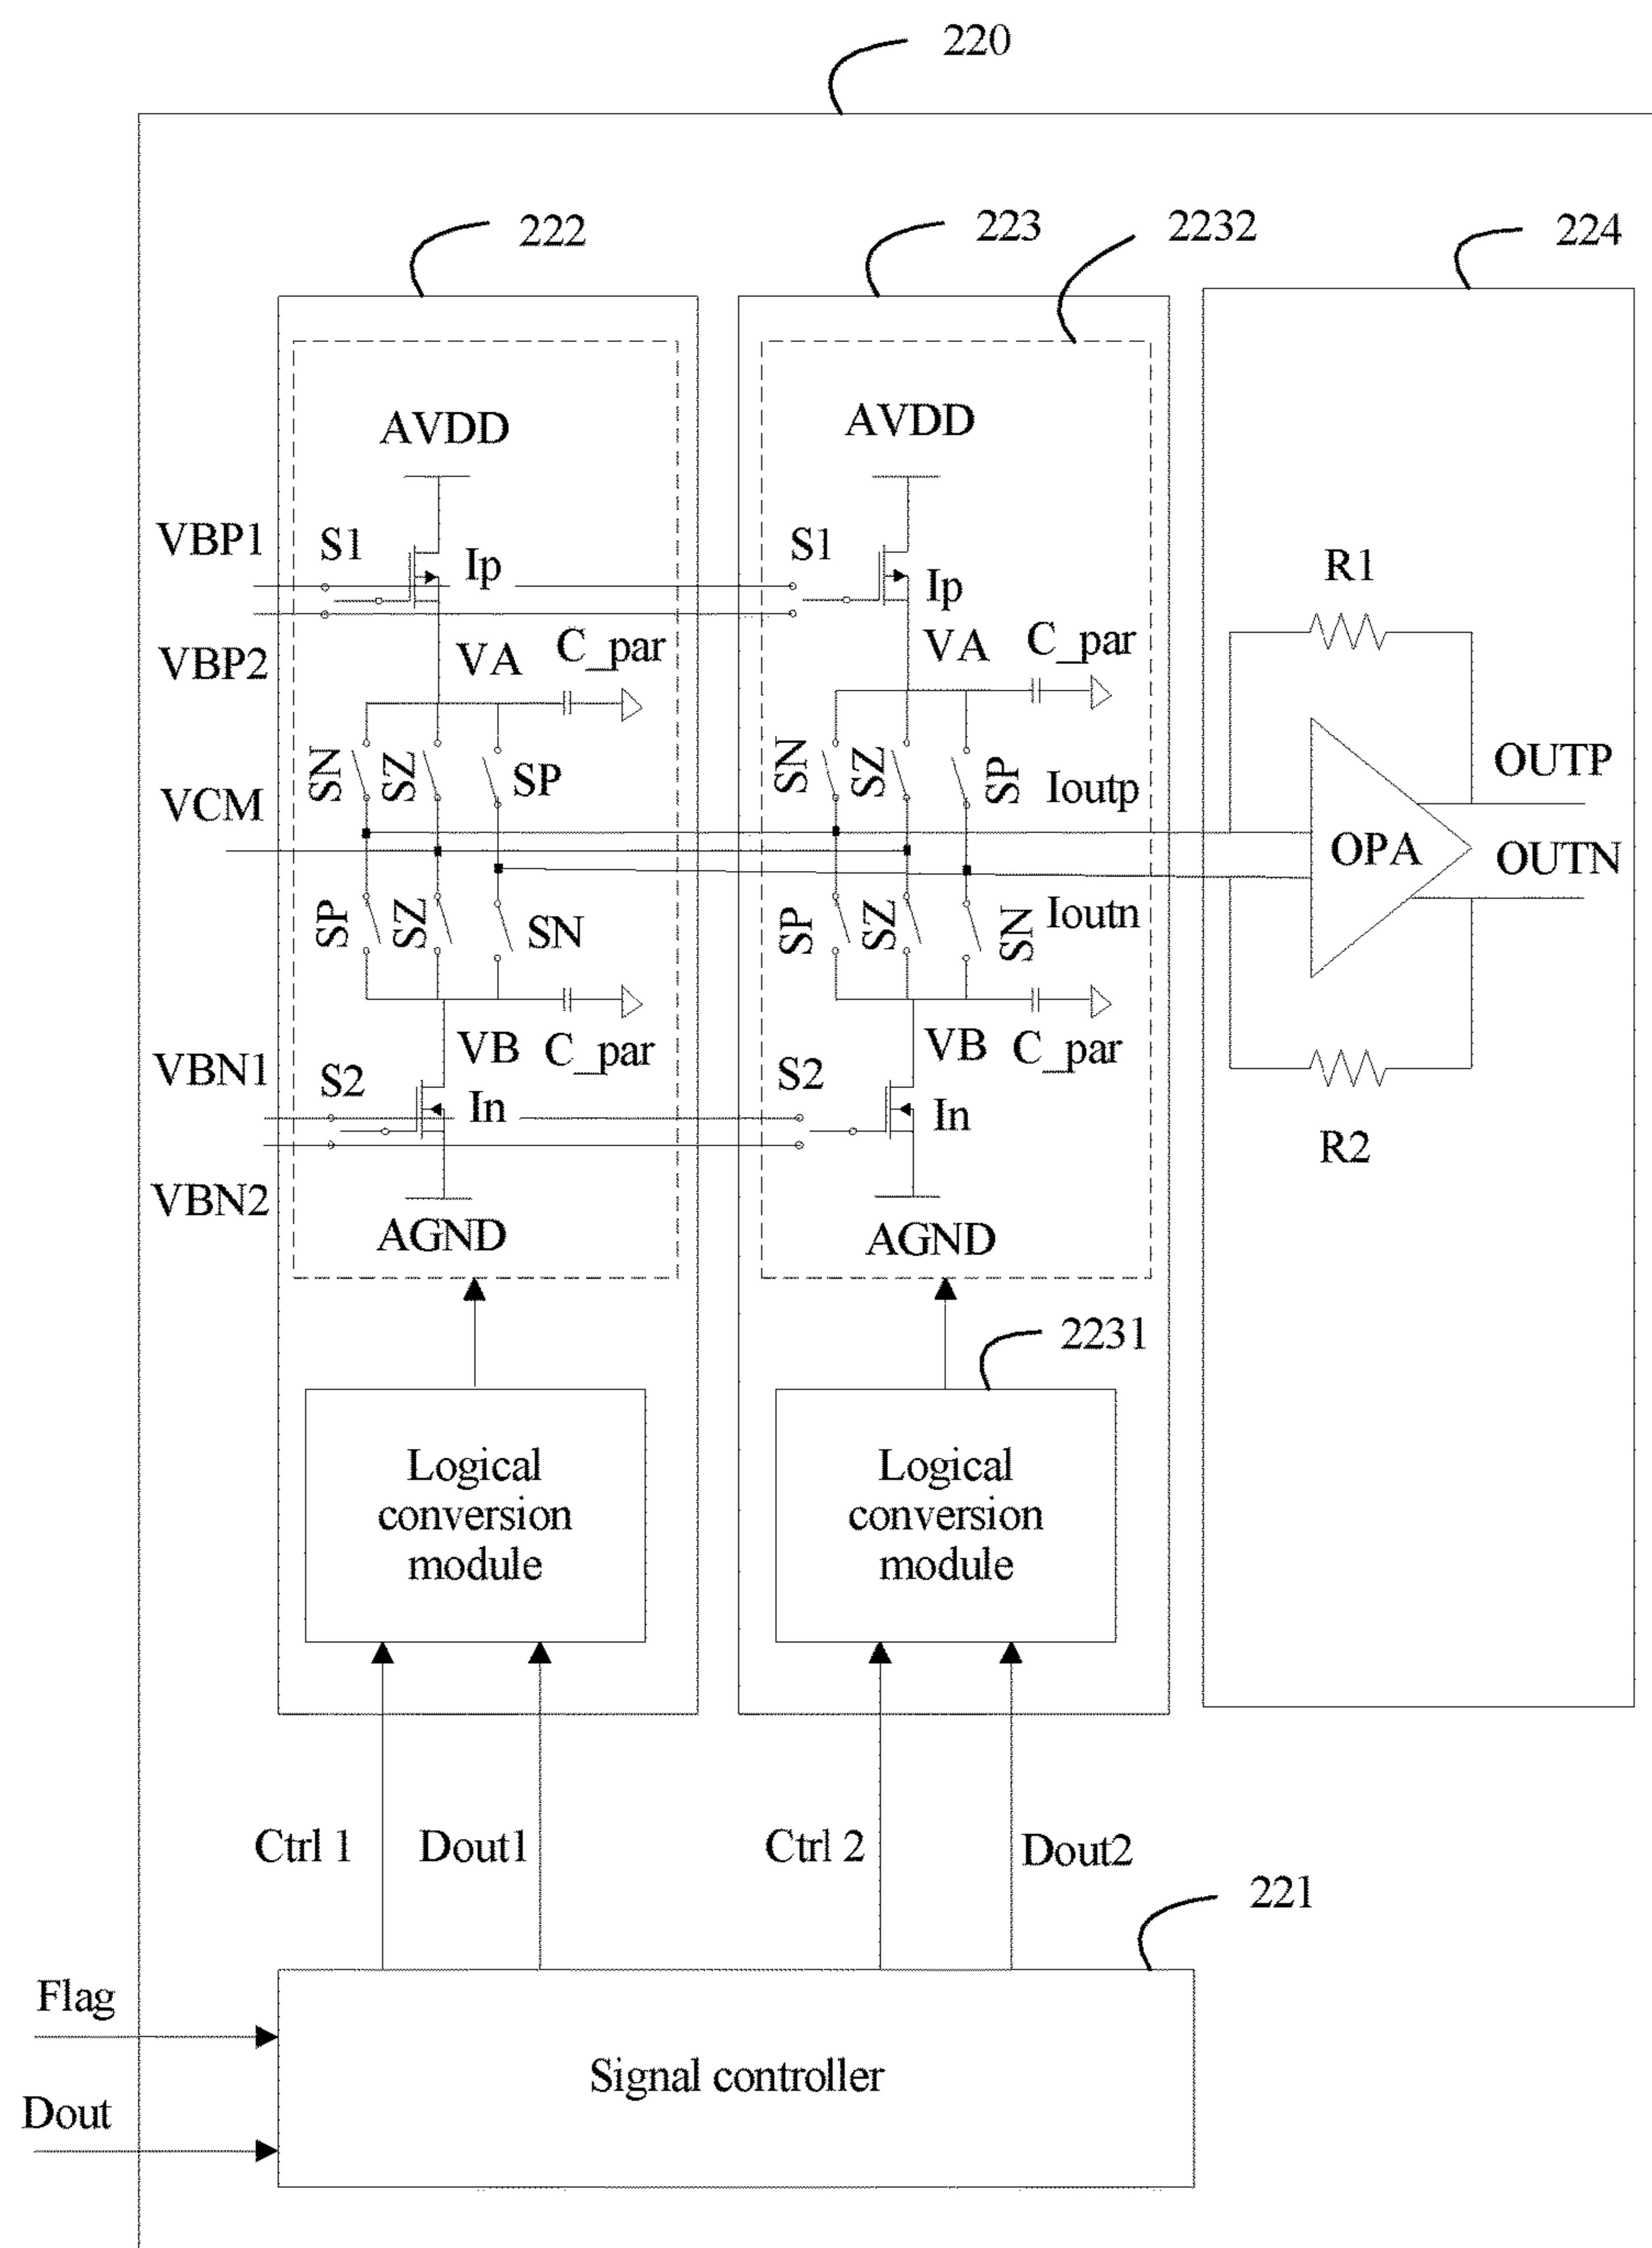 220
222
223
2232
224
AVDD
AVDD
VBP1
S1
Ip
S1
Ip
R1
VBP2
VA
C_par
VA
C_par
SN
SZ
SP
SN
SZ
SP
Ioutp
OUTP
VCM
OPA
OUTN
SP
SZ
SN
SP
SZ
SN
Ioutn
VBN1
S2
VB
C_par
In
S2
VB
C_par
In
R2
VBN2
AGND
AGND
2231
Logical
conversion
module
Logical
conversion
module
Ctrl 1
Dout1
Ctrl 2
Dout2
221
Flag
Signal controller
Dout